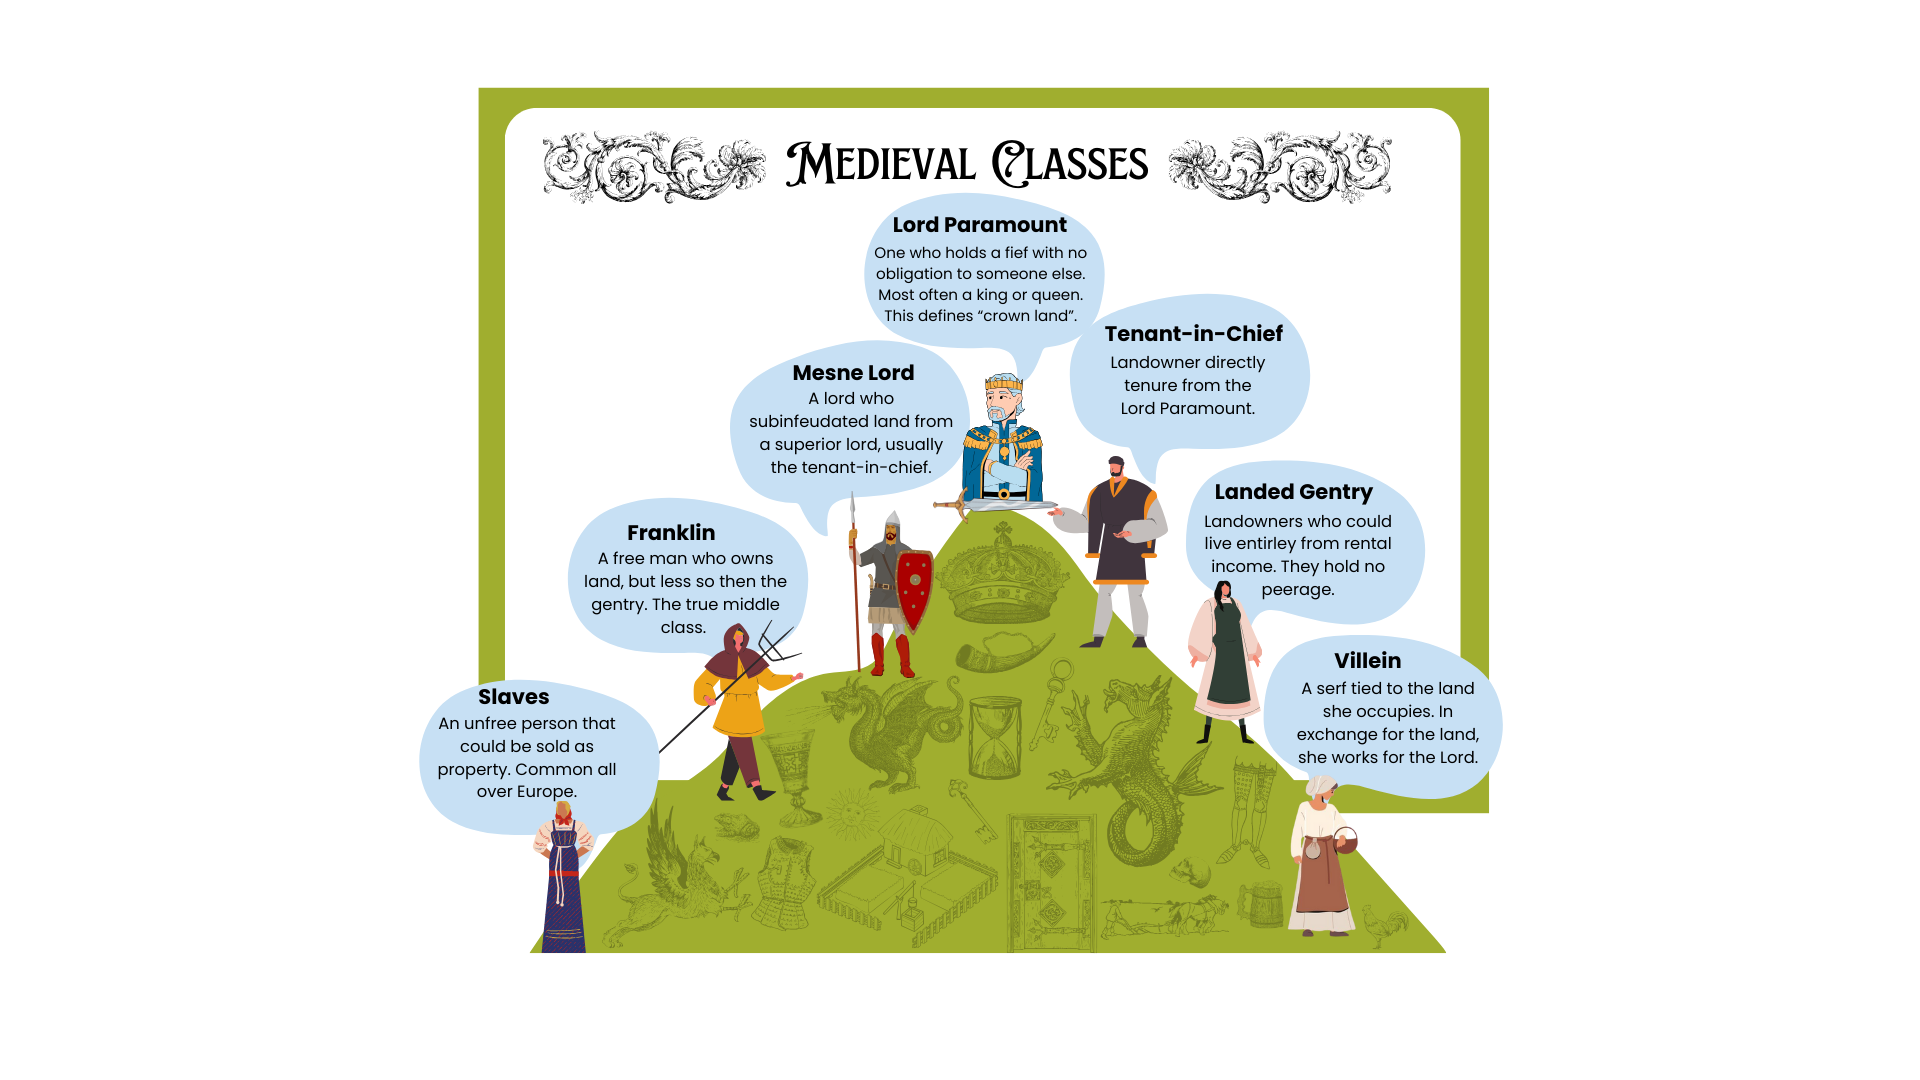 Medieval Classes
Lord Paramount
One who holds a fief with no
obligation to someone else.
Most often a king or queen.
This defines “crown land”.
Tenant-in-Chief
Landowner directly
tenure from the
Lord Paramount.
Mesne Lord
A lord who
subinfeudated land from
a superior lord, usually
the tenant-in-chief.
Landed Gentry
Landowners who could
live entirley from rental
income. They hold no
peerage.
Franklin
A free man who owns
land, but less so then the
gentry. The true middle
class.
Villein
A serf tied to the land
she occupies. In
exchange for the land,
she works for the Lord.
Slaves
An unfree person that
could be sold as
property. Common all
over Europe.